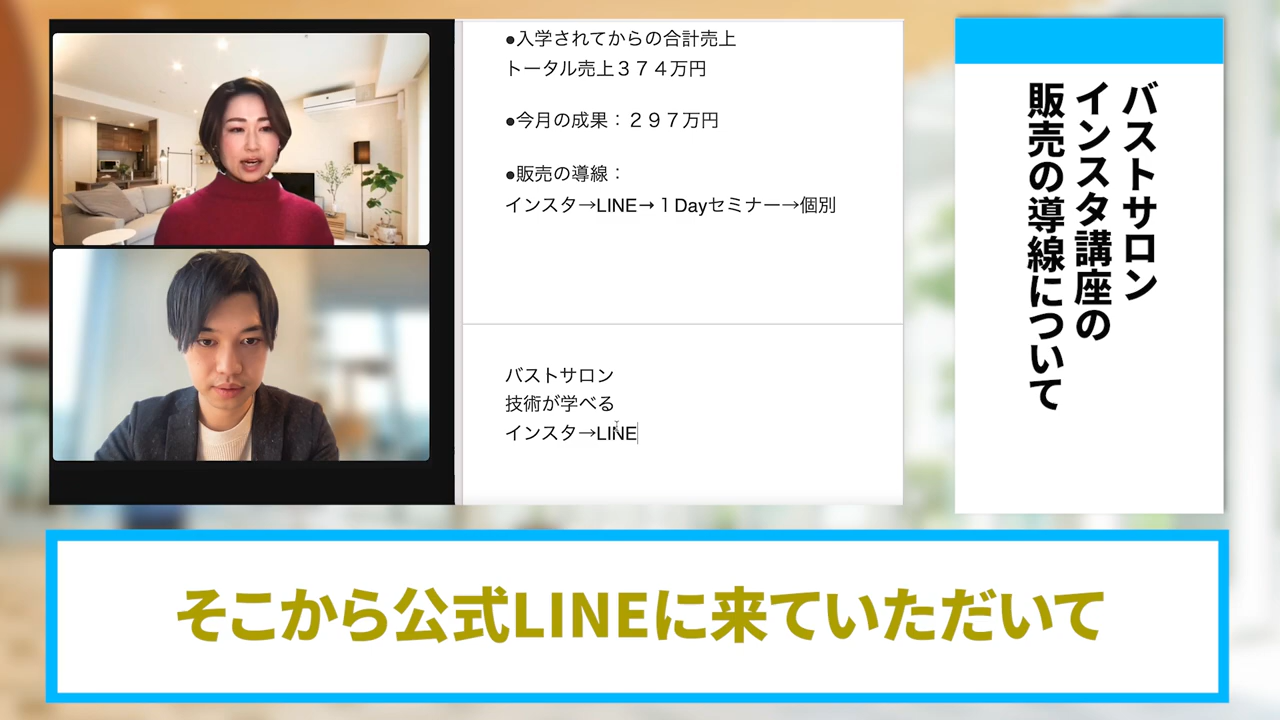 ●入学されてからの合計売上
トータル売上３７４万円
●今月の成果：２９７万円
●販売の導線：
インスタ→LINE→１Dayセミナー→個別
バストサロン
技術が学べる
インスタ→LINE
バストサロン
インスタ講座の
販売の導線について
そこから公式LINEに来ていただいて